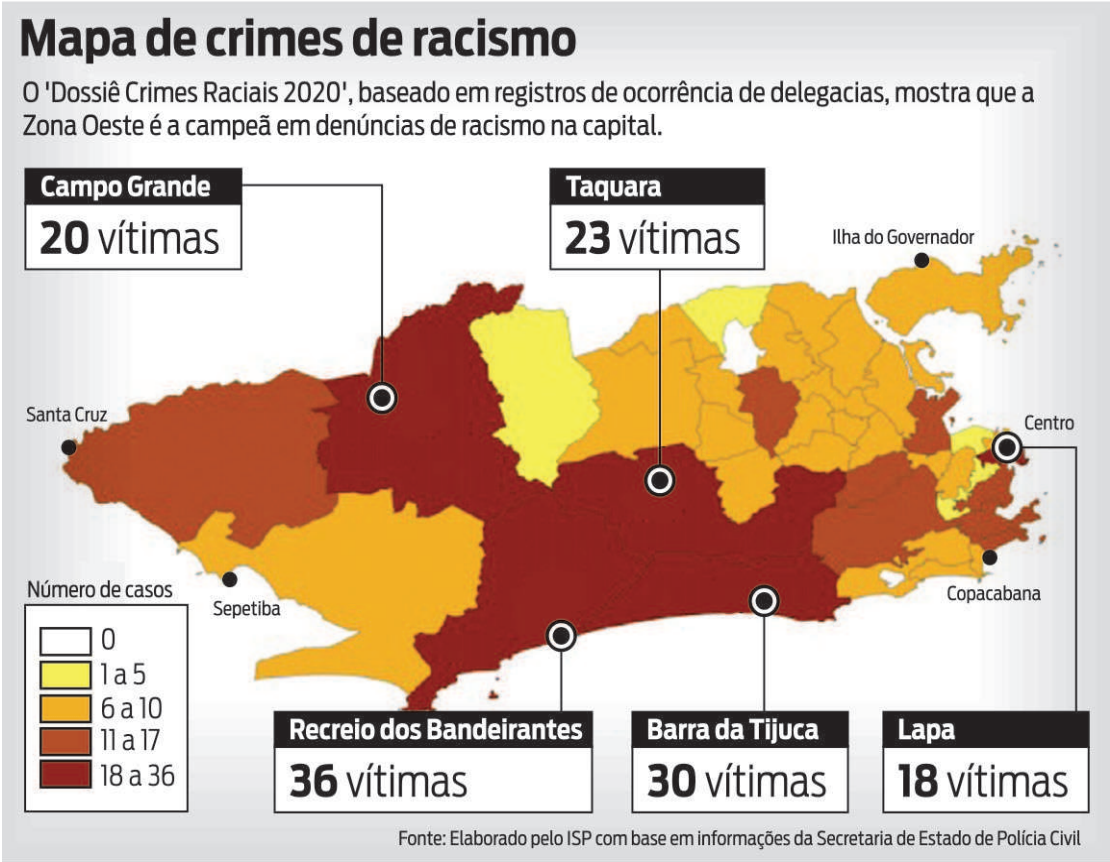 Mapa de crimes de racismo
O 'Dossiê Crimes Raciais 2020', baseado em registros de ocorrência de delegacias, mostra que a
Zona Oeste é a campeã em denúncias de racismo na capital.
Campo Grande
20 vítimas
Taquara
23 vítimas
Ilha do Governador
Santa Cruz
Centro
Sepetiba
Copacabana
Número de casos
0
1 a 5
6 a 10
11 a 17
18 a 36
Recreio dos Bandeirantes
36 vítimas
Barra da Tijuca
30 vítimas
Lapa
18 vítimas
Fonte: Elaborado pelo ISP com base em informações da Secretaria de Estado de Polícia Civil